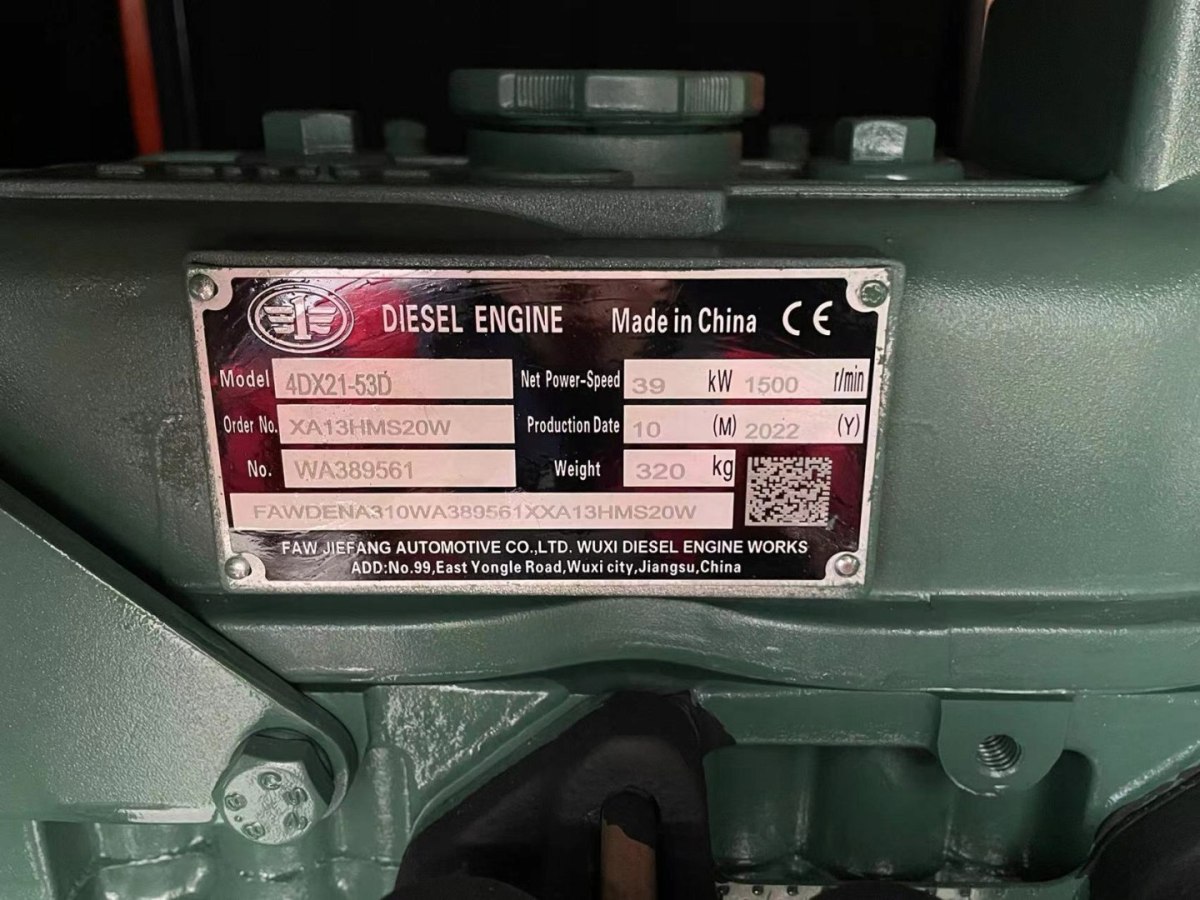 DIESEL ENGINE Made in China CE
Model 4DX21-53D Net Power-Speed 39 kW 1500 r/min
Order No. XA13HMS20W Production Date 10 (M) 2022 (Y)
No. WA389561 Weight 320 kg
FAWDENA310WA389561XXA13HMS20W
FAW JIEFANG AUTOMOTIVE CO.,LTD. WUXI DIESEL ENGINE WORKS
ADD:No.99,East Yongle Road,Wuxi city,Jiangsu,China